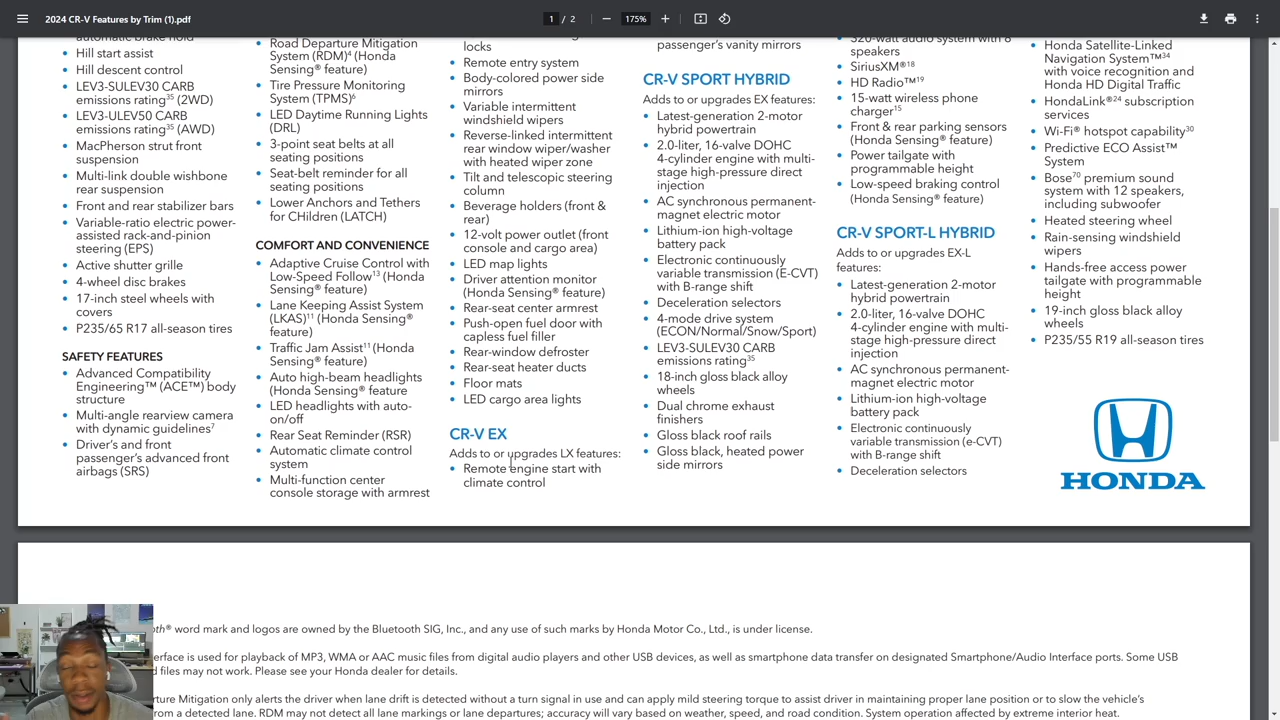 2024 CR-V Features by Trim (1).pdf
1 / 2
175%
automatic brake hold
Hill start assist
Hill descent control
LEV3-SULEV30 CARB
emissions rating³⁵ (2WD)
LEV3-ULEV50 CARB
emissions rating³⁵ (AWD)
MacPherson strut front
suspension
Multi-link double wishbone
rear suspension
Front and rear stabilizer bars
Variable-ratio electric power-
assisted rack-and-pinion
steering (EPS)
Active shutter grille
4-wheel disc brakes
17-inch steel wheels with
covers
P235/65 R17 all-season tires
SAFETY FEATURES
Advanced Compatibility
Engineering™ (ACE™) body
structure
Multi-angle rearview camera
with dynamic guidelines⁷
Driver's and front
passenger's advanced front
airbags (SRS)
Road Departure Mitigation
System (RDM)⁴ (Honda
Sensing® feature)
Tire Pressure Monitoring
System (TPMS)⁶
LED Daytime Running Lights
(DRL)
3-point seat belts at all
seating positions
Seat-belt reminder for all
seating positions
Lower Anchors and Tethers
for CHildren (LATCH)
COMFORT AND CONVENIENCE
Adaptive Cruise Control with
Low-Speed Follow¹³ (Honda
Sensing® feature)
Lane Keeping Assist System
(LKAS)¹¹ (Honda Sensing®
feature)
Traffic Jam Assist¹¹ (Honda
Sensing® feature)
Auto high-beam headlights
(Honda Sensing® feature
LED headlights with auto-
on/off
Rear Seat Reminder (RSR)
Automatic climate control
system
Multi-function center
console storage with armrest
locks
Remote entry system
Body-colored power side
mirrors
Variable intermittent
windshield wipers
Reverse-linked intermittent
rear window wiper/washer
with heated wiper zone
Tilt and telescopic steering
column
Beverage holders (front &
rear)
12-volt power outlet (front
console and cargo area)
LED map lights
Driver attention monitor
(Honda Sensing® feature)
Rear-seat center armrest
Push-open fuel door with
capless fuel filler
Rear-window defroster
Rear-seat heater ducts
Floor mats
LED cargo area lights
CR-V EX
Adds to or upgrades LX features:
Remote engine start with
climate control
passenger's vanity mirrors
CR-V SPORT HYBRID
Adds to or upgrades EX features:
Latest-generation 2-motor
hybrid powertrain
2.0-liter, 16-valve DOHC
4-cylinder engine with multi-
stage high-pressure direct
injection
AC synchronous permanent-
magnet electric motor
Lithium-ion high-voltage
battery pack
Electronic continuously
variable transmission (E-CVT)
with B-range shift
Deceleration selectors
4-mode drive system
(ECON/Normal/Snow/Sport)
LEV3-SULEV30 CARB
emissions rating³⁵
18-inch gloss black alloy
wheels
Dual chrome exhaust
finishers
Gloss black roof rails
Gloss black, heated power
side mirrors
320-watt audio system with 8
speakers
SiriusXM®¹⁸
HD Radio™¹⁹
15-watt wireless phone
charger¹⁵
Front & rear parking sensors
(Honda Sensing® feature)
Power tailgate with
programmable height
Low-speed braking control
(Honda Sensing® feature)
CR-V SPORT-L HYBRID
Adds to or upgrades EX-L
features:
Latest-generation 2-motor
hybrid powertrain
2.0-liter, 16-valve DOHC
4-cylinder engine with multi-
stage high-pressure direct
injection
AC synchronous permanent-
magnet electric motor
Lithium-ion high-voltage
battery pack
Electronic continuously
variable transmission (e-CVT)
with B-range shift
Deceleration selectors
Honda Satellite-Linked
Navigation System™³⁴
with voice recognition and
Honda HD Digital Traffic
HondaLink®²⁴ subscription
services
Wi-Fi® hotspot capability³⁰
Predictive ECO Assist™
System
Bose⁷⁰ premium sound
system with 12 speakers,
including subwoofer
Heated steering wheel
Rain-sensing windshield
wipers
Hands-free access power
tailgate with programmable
height
19-inch gloss black alloy
wheels
P235/55 R19 all-season tires
HONDA
word mark and logos are owned by the Bluetooth SIG, Inc., and any use of such marks by Honda Motor Co., Ltd., is under license.
is used for playback of MP3, WMA or AAC music files from digital audio players and other USB devices, as well as smartphone data transfer on designated Smartphone/Audio Interface ports. Some USB
files may not work. Please see your Honda dealer for details.
Mitigation only alerts the driver when lane drift is detected without a turn signal in use and can apply mild steering torque to assist driver in maintaining proper lane position or to slow the vehicle's
from a detected lane. RDM may not detect all lane markings or lane departures; accuracy will vary based on weather, speed, and road condition. System operation affected by extreme interior heat.